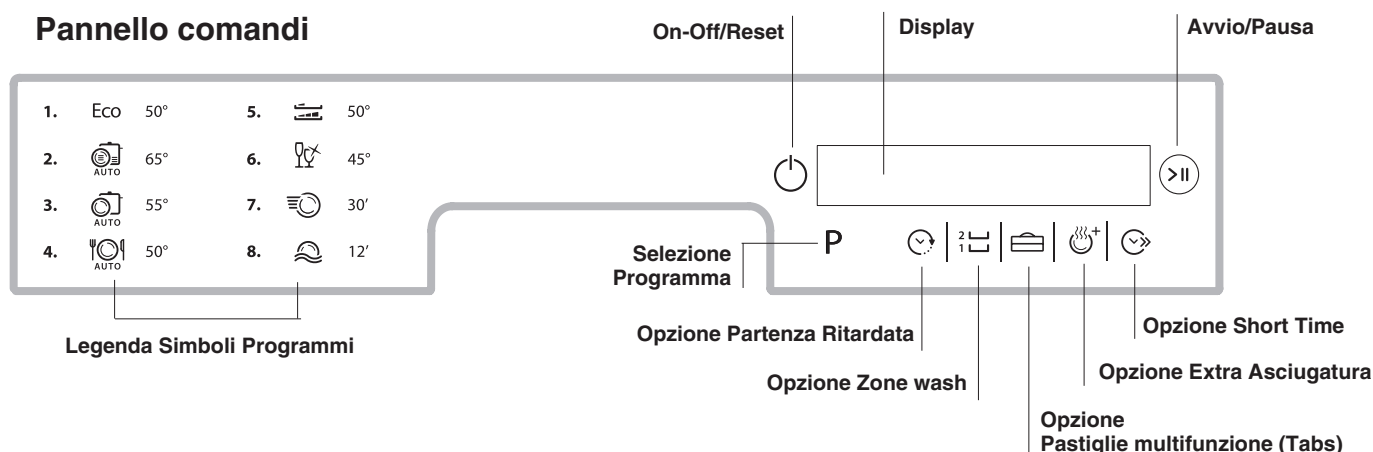 Pannello comandi
On-Off/Reset
Display
Avvio/Pausa
1. Eco 50° 5. 50°
2. AUTO 65° 6. 45°
3. AUTO 55° 7. 30'
4. AUTO 50° 8. 12'
Selezione
Programma
P
2
1
+
Legenda Simboli Programmi
Opzione Partenza Ritardata
Opzione Short Time
Opzione Zone wash
Opzione Extra Asciugatura
Opzione
Pastiglie multifunzione (Tabs)